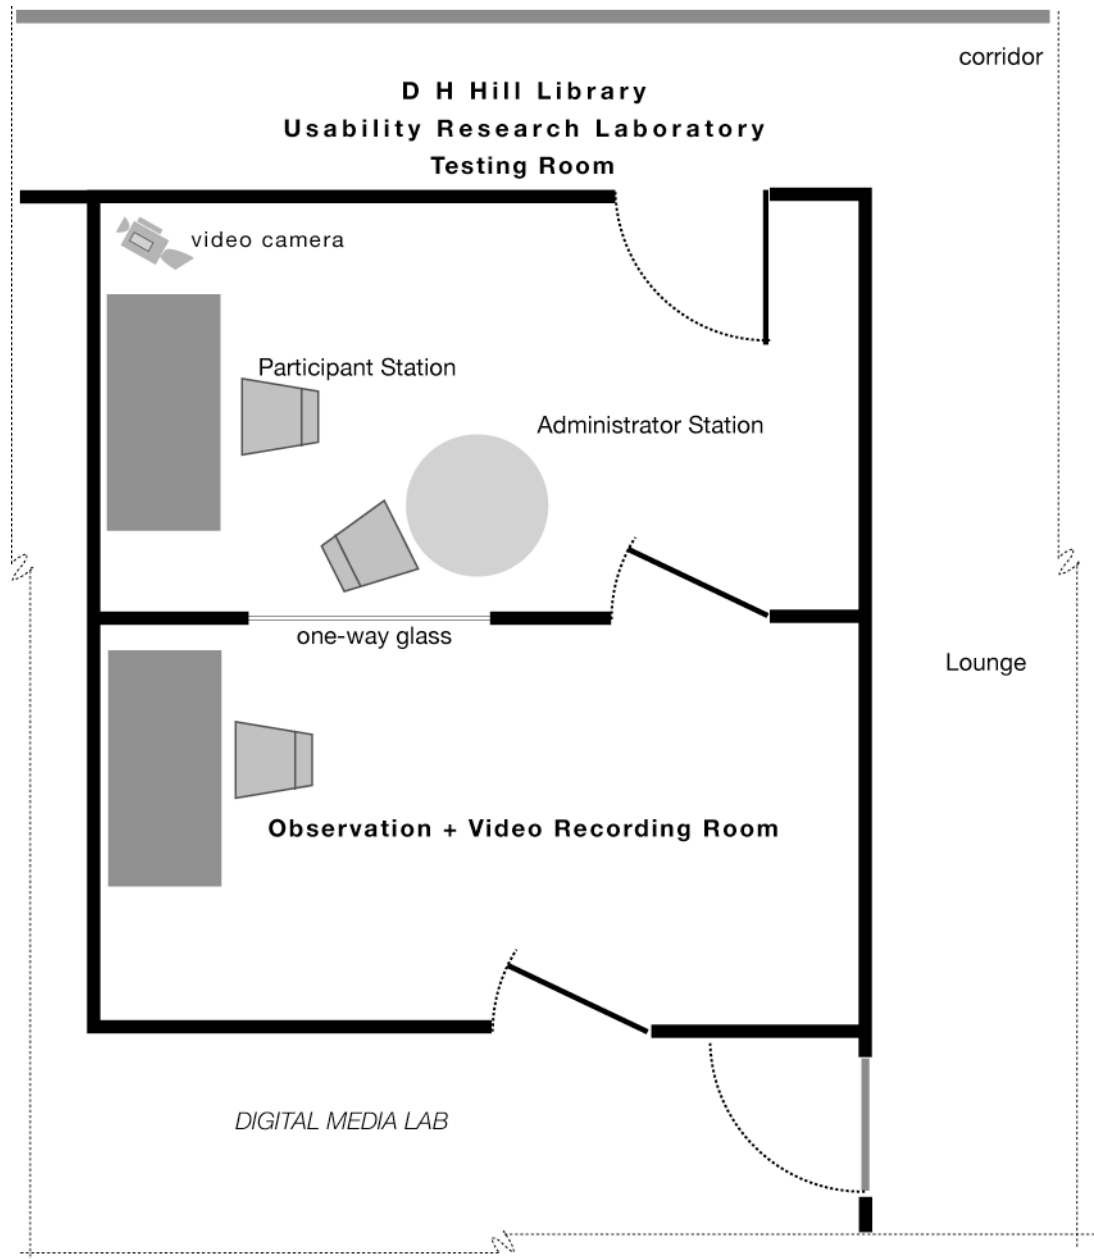 corridor
D H Hill Library
Usability Research Laboratory
Testing Room
video camera
Participant Station
Administrator Station
one-way glass
Lounge
Observation + Video Recording Room
DIGITAL MEDIA LAB